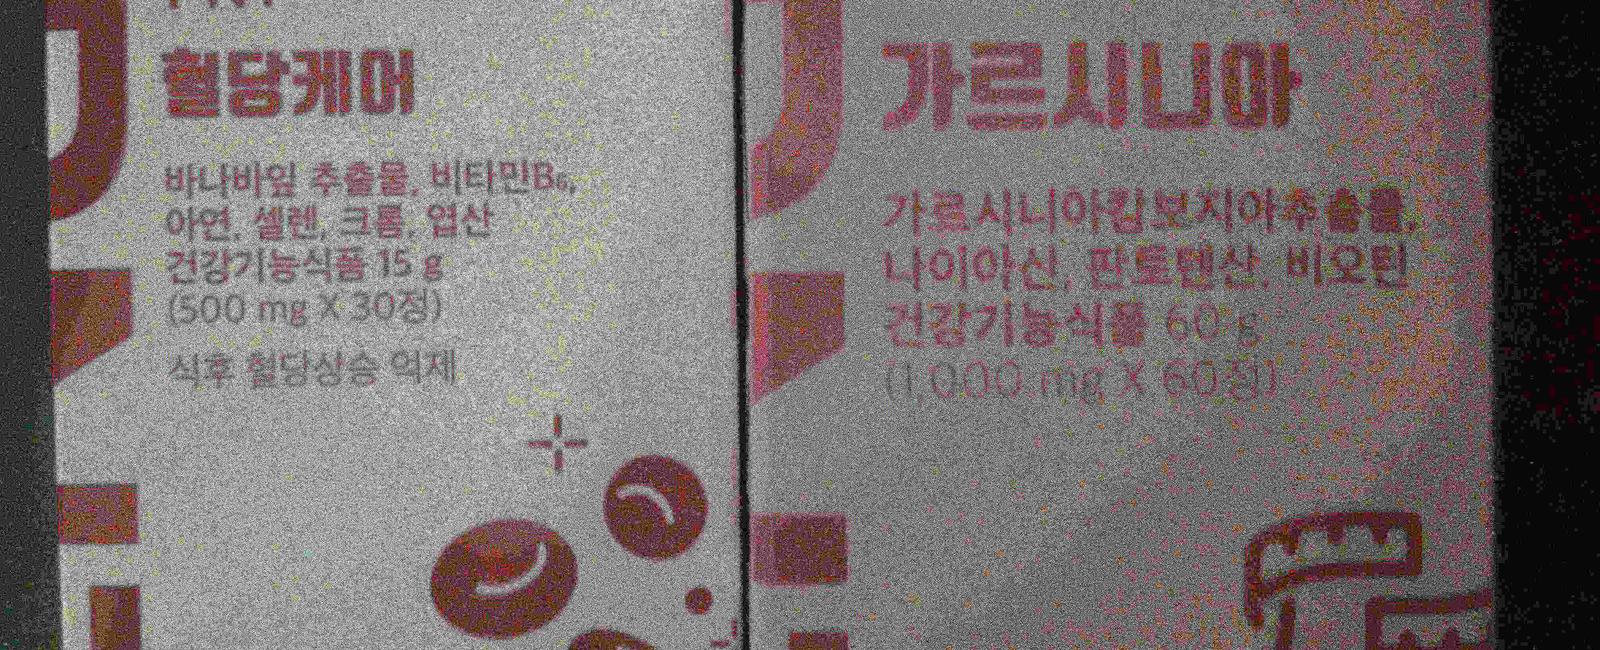 혈당케어
바나바잎 추출물, 비타민B₆,
아연, 셀렌, 크롬, 엽산
건강기능식품 15 g
(500 mg X 30정)
식후 혈당상승 억제
가르시니아
가르시니아캄보지아추출물,
나이아신, 판토텐산, 비오틴
건강기능식품 60 g
(1,000 mg X 60정)